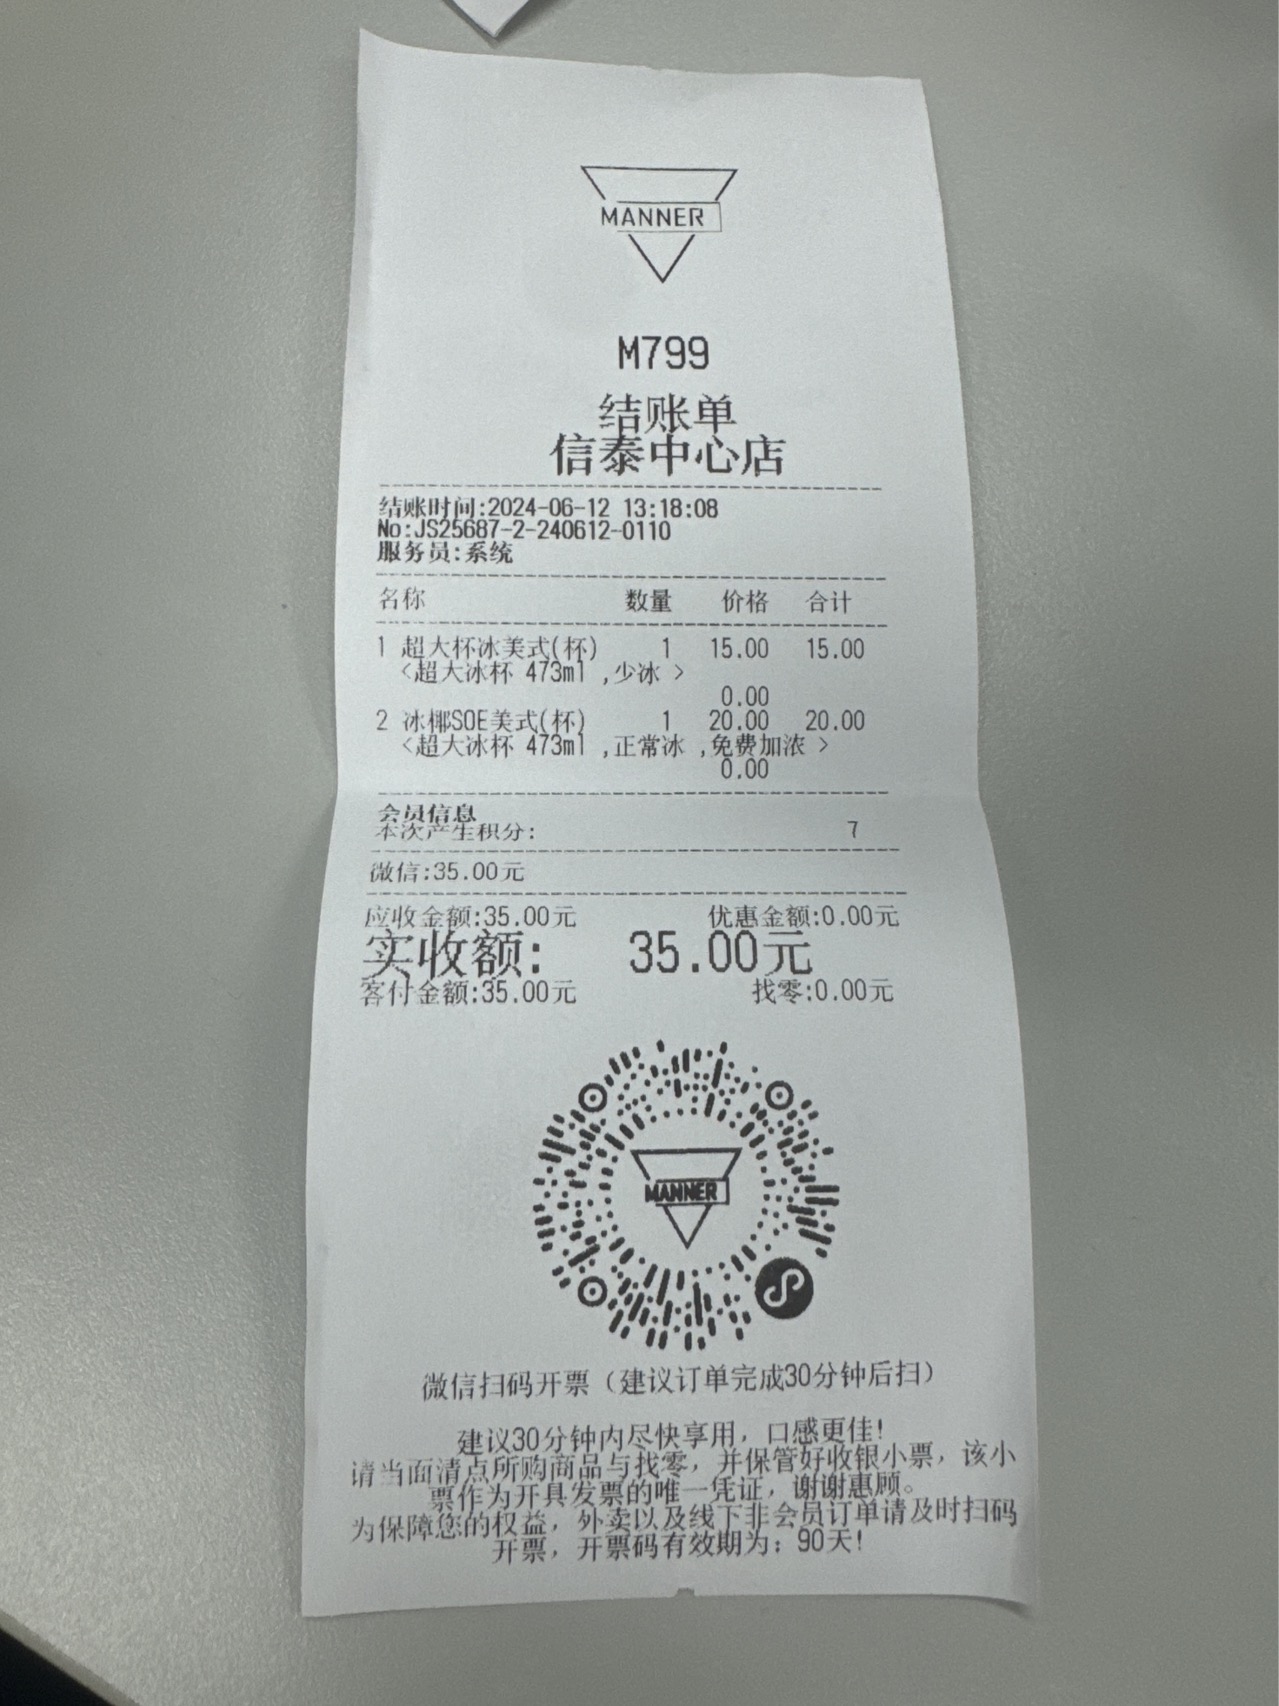 MANNER
M799
结账单
信泰中心店
结账时间:2024-06-12 13:18:08
No:JS25687-2-240612-0110
服务员:系统
名称 数量 价格 合计
1 超大杯冰美式(杯) 1 15.00 15.00
<超大冰杯 473ml ,少冰 >
0.00
2 冰椰SOE美式(杯) 1 20.00 20.00
<超大冰杯 473ml ,正常冰 ,免费加浓 >
0.00
会员信息
本次产生积分: 7
微信:35.00元
应收金额:35.00元 优惠金额:0.00元
实收额: 35.00元
客付金额:35.00元 找零:0.00元
MANNER
微信扫码开票（建议订单完成30分钟后扫）
建议30分钟内尽快享用，口感更佳!
请当面清点所购商品与找零，并保管好收银小票，该小
票作为开具发票的唯一凭证，谢谢惠顾。
为保障您的权益，外卖以及线下非会员订单请及时扫码
开票，开票码有效期为：90天!